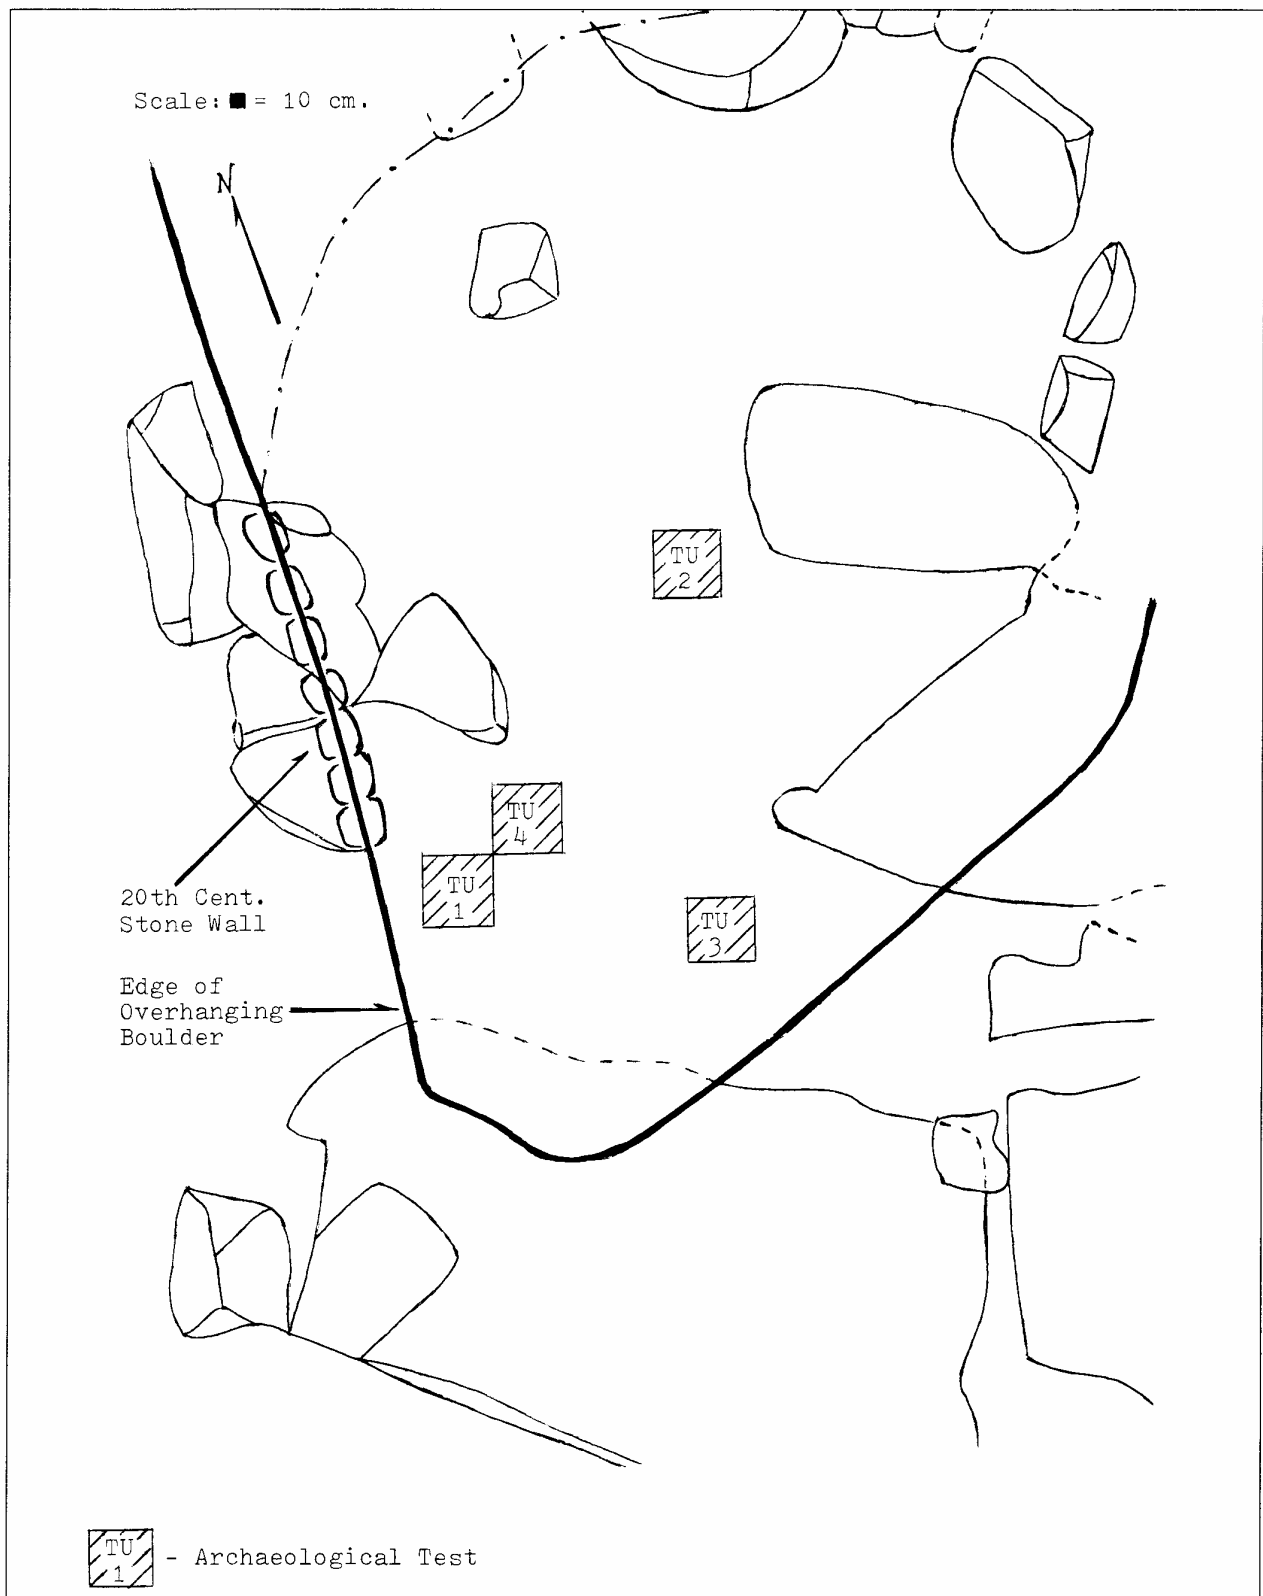 Scale: ■ = 10 cm.
N
TU
2
TU
4
TU
1
TU
3
20th Cent.
Stone Wall
Edge of
Overhanging
Boulder
TU
1
- Archaeological Test